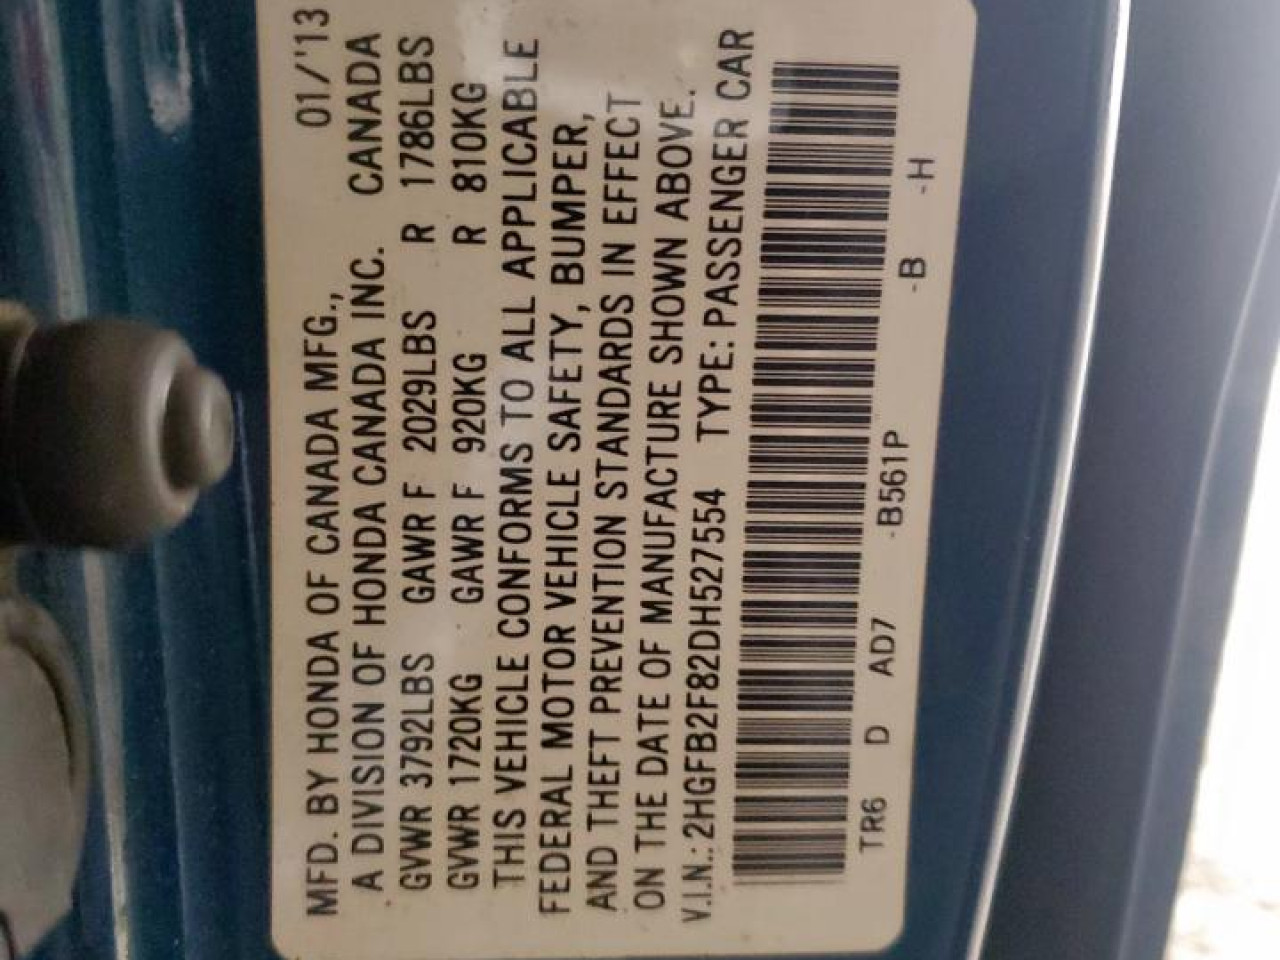 MFD. BY HONDA OF CANADA MFG., 01/'13
A DIVISION OF HONDA CANADA INC. CANADA
GVWR 3792LBS GAWR F 2029LBS R 1786LBS
GVWR 1720KG GAWR F 920KG R 810KG
THIS VEHICLE CONFORMS TO ALL APPLICABLE
FEDERAL MOTOR VEHICLE SAFETY, BUMPER,
AND THEFT PREVENTION STANDARDS IN EFFECT
ON THE DATE OF MANUFACTURE SHOWN ABOVE.
V.I.N.: 2HGFB2F82DH527554 TYPE: PASSENGER CAR
TR6 D AD7 -B561P -B -H